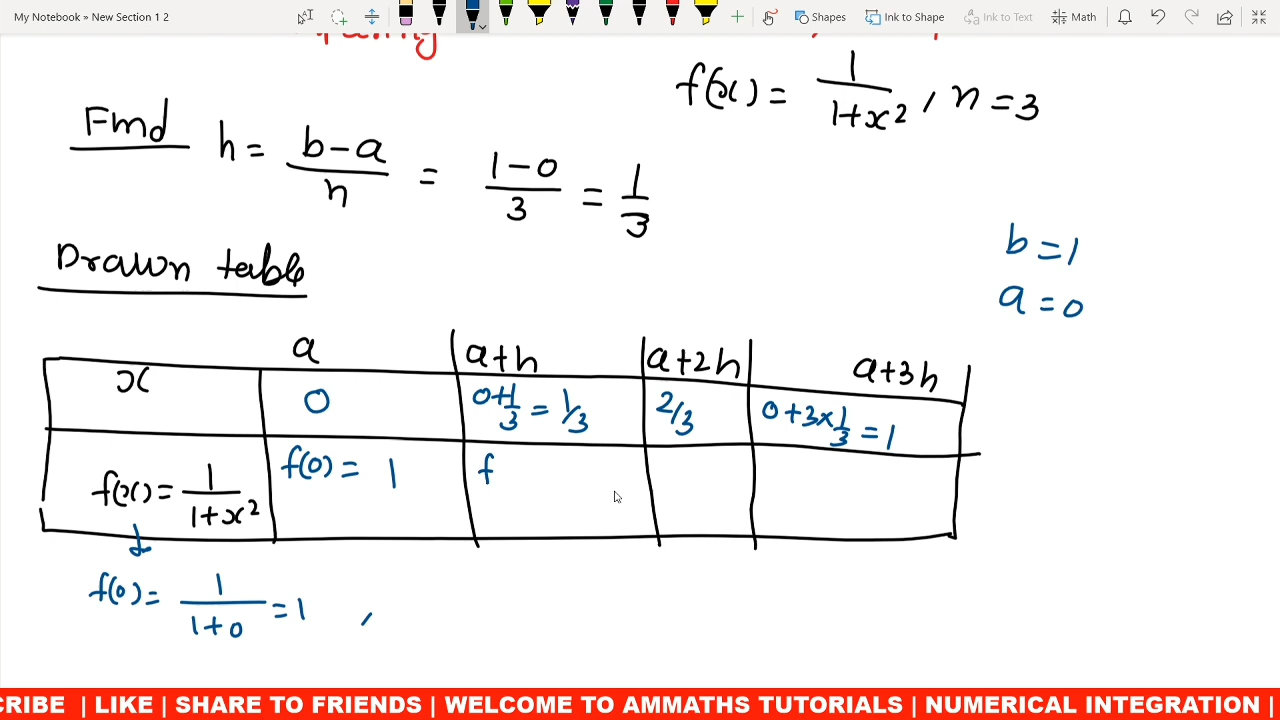 My Notebook » New Section 1 2
Shapes
Ink to Shape
Ink to Text
Math
f(x) = 1/(1+x²) , n = 3
Find h = (b-a)/n = (1-0)/3 = 1/3
b = 1
a = 0
Drawn table
a a+h a+2h a+3h
x 0 0+1/3 = 1/3 2/3 0+3×1/3 = 1
f(x) = 1/(1+x²) f(0) = 1 f
f(0) = 1/(1+0) = 1 ,
CRIBE | LIKE | SHARE TO FRIENDS | WELCOME TO AMMATHS TUTORIALS | NUMERICAL INTEGRATION |